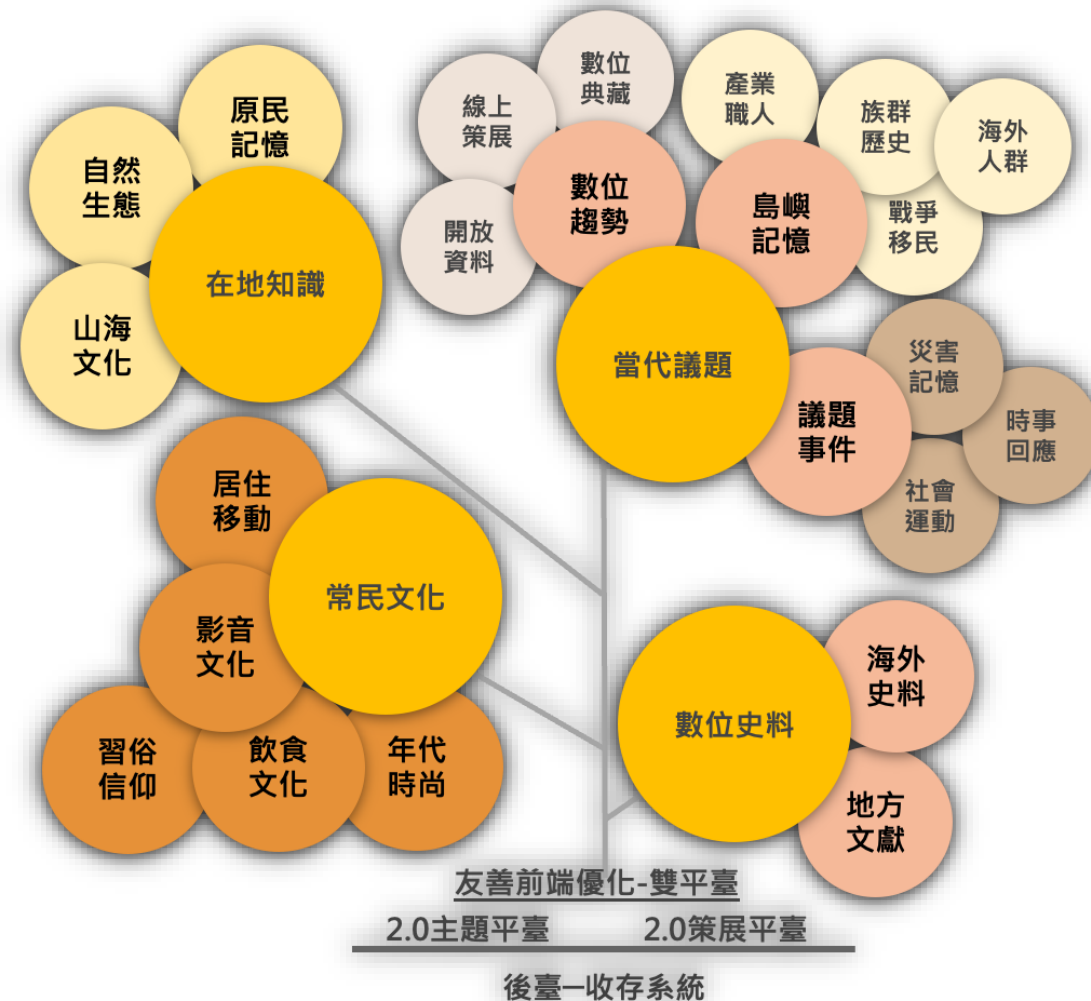 原民
記憶
自然
生態
山海
文化
在地知識
數位
典藏
線上
策展
開放
資料
數位
趨勢
產業
職人
族群
歷史
海外
人群
戰爭
移民
島嶼
記憶
當代議題
議題
事件
災害
記憶
時事
回應
社會
運動
居住
移動
影音
文化
習俗
信仰
飲食
文化
年代
時尚
常民文化
數位史料
海外
史料
地方
文獻
友善前端優化-雙平臺
2.0主題平臺
2.0策展平臺
後臺—收存系統